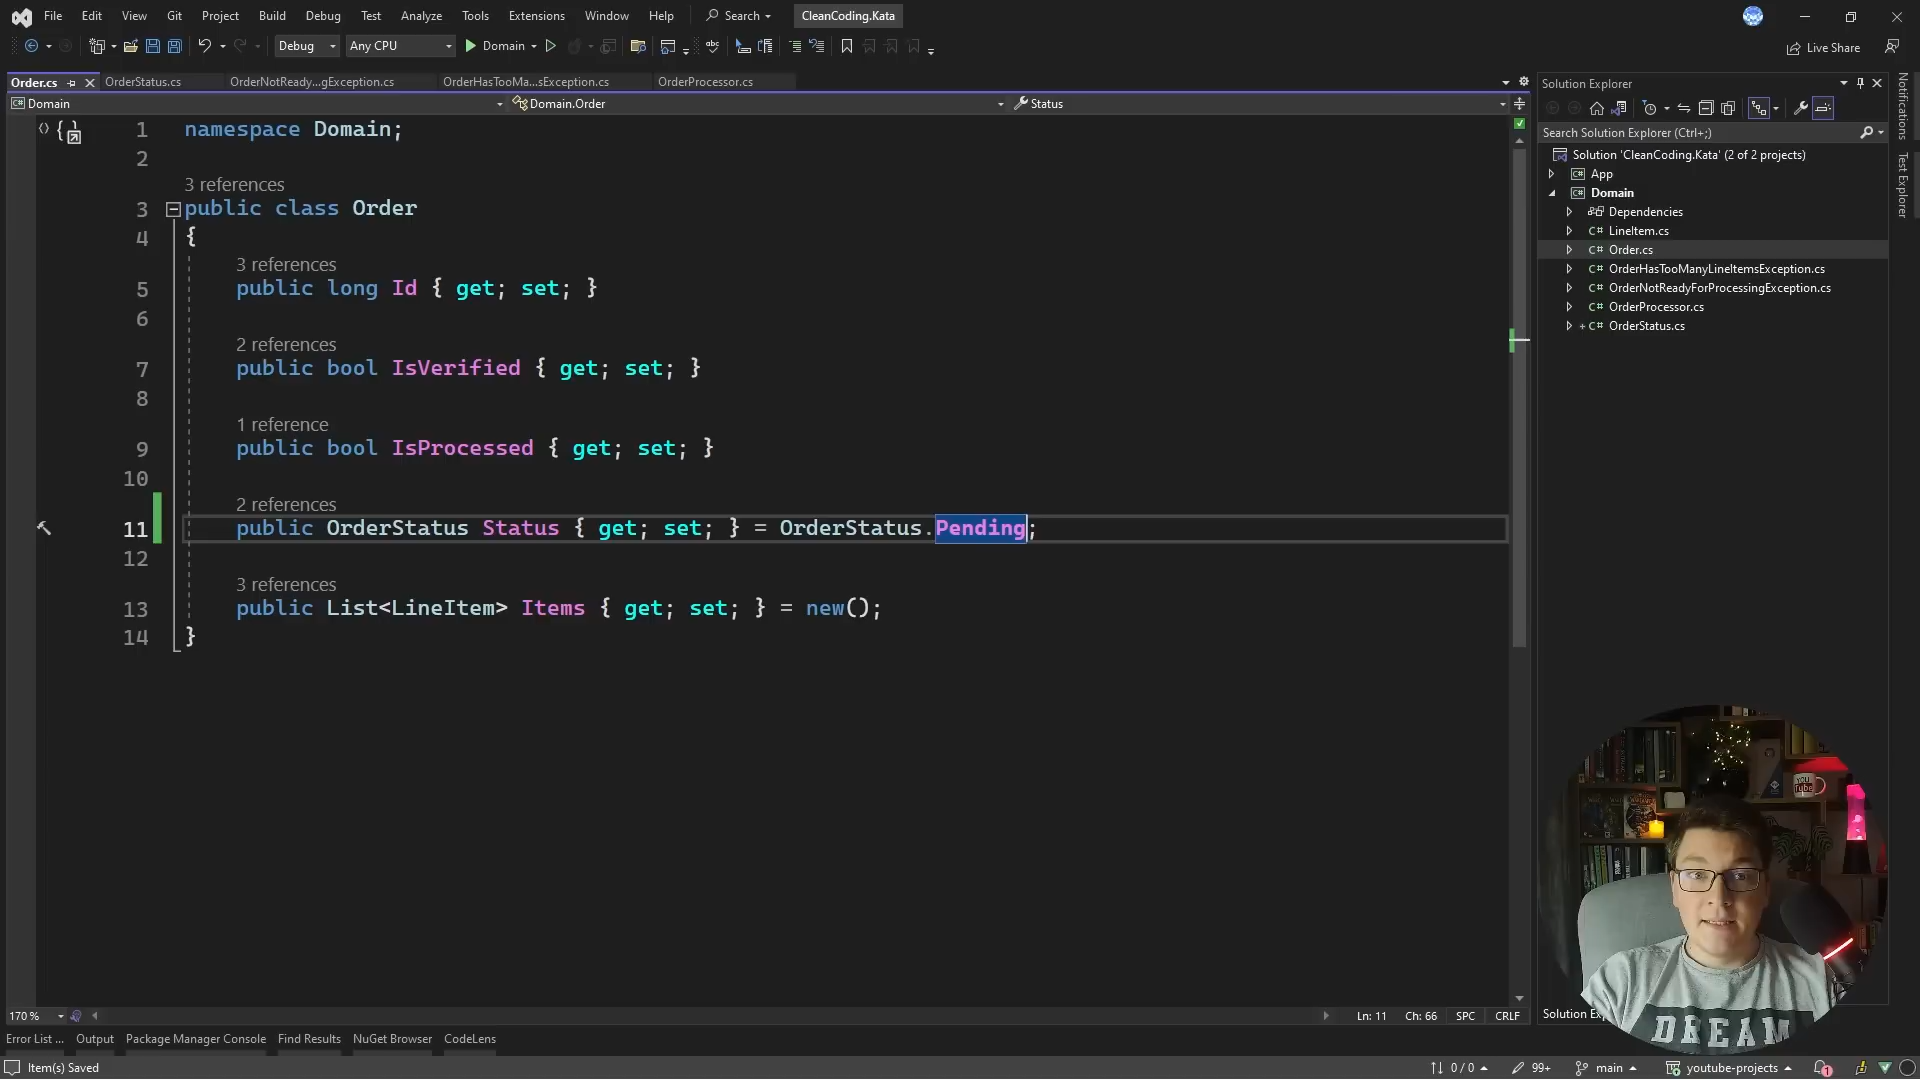 File Edit View Git Project Build Debug Test Analyze Tools Extensions Window Help Search CleanCoding.Kata
Debug Any CPU Domain Live Share
Order.cs OrderStatus.cs OrderNotReady...gException.cs OrderHasTooMa...sException.cs OrderProcessor.cs
Domain Domain.Order Status
1 namespace Domain;
2
3 references
3 public class Order
4 {
3 references
5 public long Id { get; set; }
6
2 references
7 public bool IsVerified { get; set; }
8
1 reference
9 public bool IsProcessed { get; set; }
10
2 references
11 public OrderStatus Status { get; set; } = OrderStatus.Pending;
12
3 references
13 public List<LineItem> Items { get; set; } = new();
14 }
170 % Ln: 11 Ch: 66 SPC CRLF
Error List ... Output Package Manager Console Find Results NuGet Browser CodeLens
Item(s) Saved 0 / 0 99+ main youtube-projects 1
Solution Explorer
Search Solution Explorer (Ctrl+;)
Solution 'CleanCoding.Kata' (2 of 2 projects)
C# App
C# Domain
Dependencies
C# LineItem.cs
C# Order.cs
C# OrderHasTooManyLineItemsException.cs
C# OrderNotReadyForProcessingException.cs
C# OrderProcessor.cs
+ C# OrderStatus.cs
Notifications
Test Explorer
You
Tube
DREAM